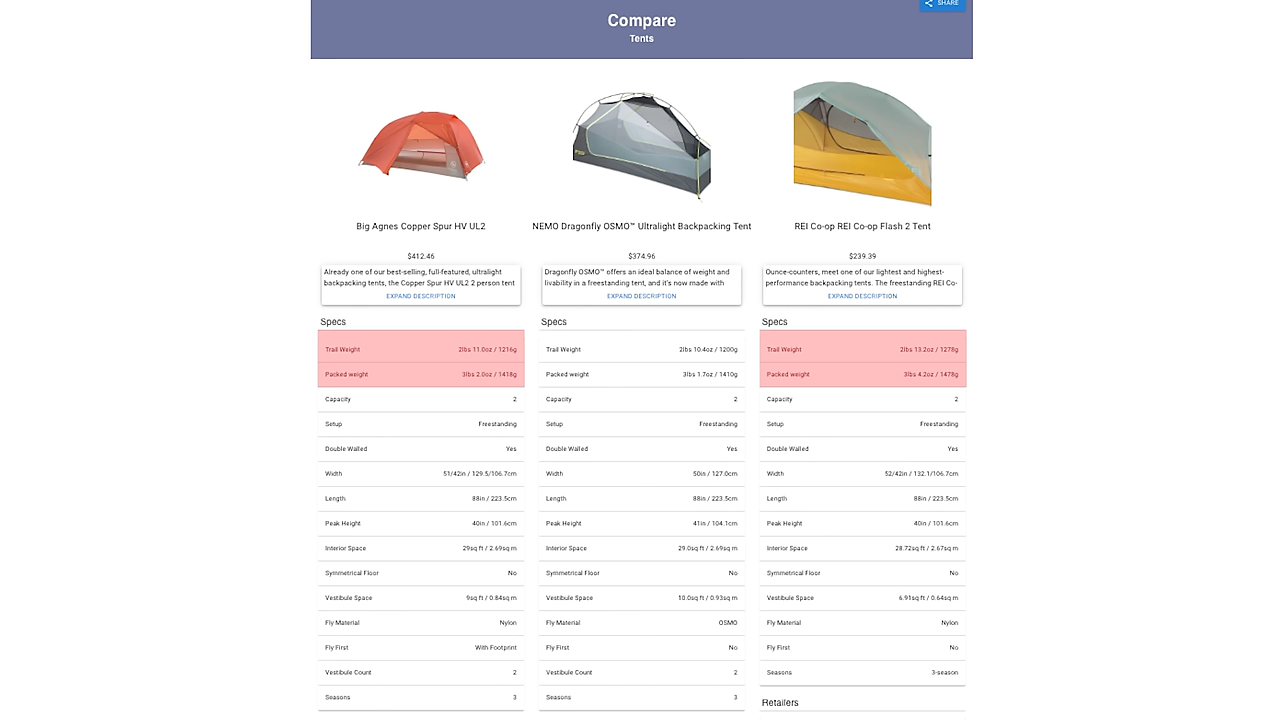 SHARE
Compare
Tents
Big Agnes Copper Spur HV UL2
$412.46
Already one of our best-selling, full-featured, ultralight
backpacking tents, the Copper Spur HV UL2 2 person tent
EXPAND DESCRIPTION
Specs
Trail Weight 2lbs 11.0oz / 1216g
Packed weight 3lbs 2.0oz / 1418g
Capacity 2
Setup Freestanding
Double Walled Yes
Width 51/42in / 129.5/106.7cm
Length 88in / 223.5cm
Peak Height 40in / 101.6cm
Interior Space 29sq ft / 2.69sq m
Symmetrical Floor No
Vestibule Space 9sq ft / 0.84sq m
Fly Material Nylon
Fly First With Footprint
Vestibule Count 2
Seasons 3
NEMO Dragonfly OSMO™ Ultralight Backpacking Tent
$374.96
Dragonfly OSMO™ offers an ideal balance of weight and
livability in a freestanding tent, and it's now made with
EXPAND DESCRIPTION
Specs
Trail Weight 2lbs 10.4oz / 1200g
Packed weight 3lbs 1.7oz / 1410g
Capacity 2
Setup Freestanding
Double Walled Yes
Width 50in / 127.0cm
Length 88in / 223.5cm
Peak Height 41in / 104.1cm
Interior Space 29.0sq ft / 2.69sq m
Symmetrical Floor No
Vestibule Space 10.0sq ft / 0.93sq m
Fly Material OSMO
Fly First No
Vestibule Count 2
Seasons 3
REI Co-op REI Co-op Flash 2 Tent
$239.39
Ounce-counters, meet one of our lightest and highest-
performance backpacking tents. The freestanding REI Co-
EXPAND DESCRIPTION
Specs
Trail Weight 2lbs 13.2oz / 1278g
Packed weight 3lbs 4.2oz / 1478g
Capacity 2
Setup Freestanding
Double Walled Yes
Width 52/42in / 132.1/106.7cm
Length 88in / 223.5cm
Peak Height 40in / 101.6cm
Interior Space 28.72sq ft / 2.67sq m
Symmetrical Floor No
Vestibule Space 6.91sq ft / 0.64sq m
Fly Material Nylon
Fly First No
Seasons 3-season
Retailers